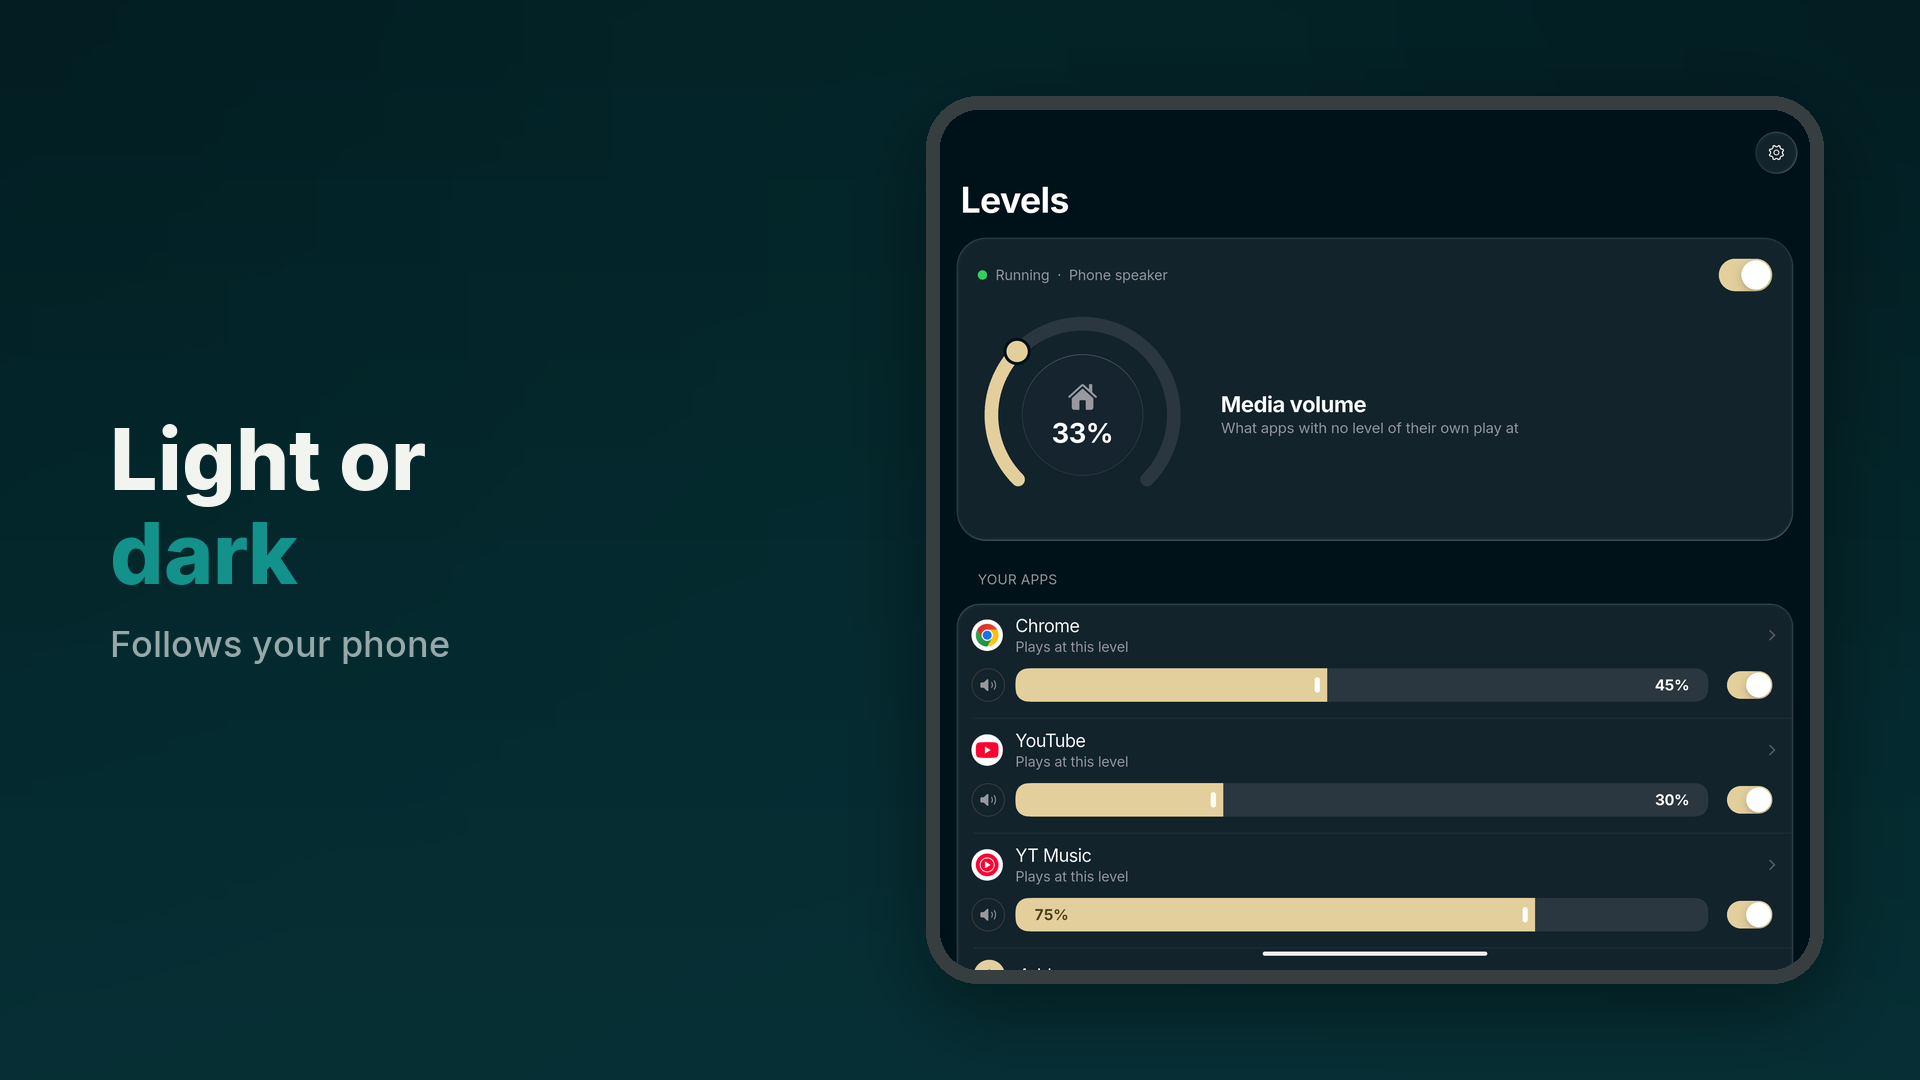 Light or
dark
Follows your phone
Levels
Running · Phone speaker
33%
Media volume
What apps with no level of their own play at
YOUR APPS
Chrome
Plays at this level
45%
YouTube
Plays at this level
30%
YT Music
Plays at this level
75%